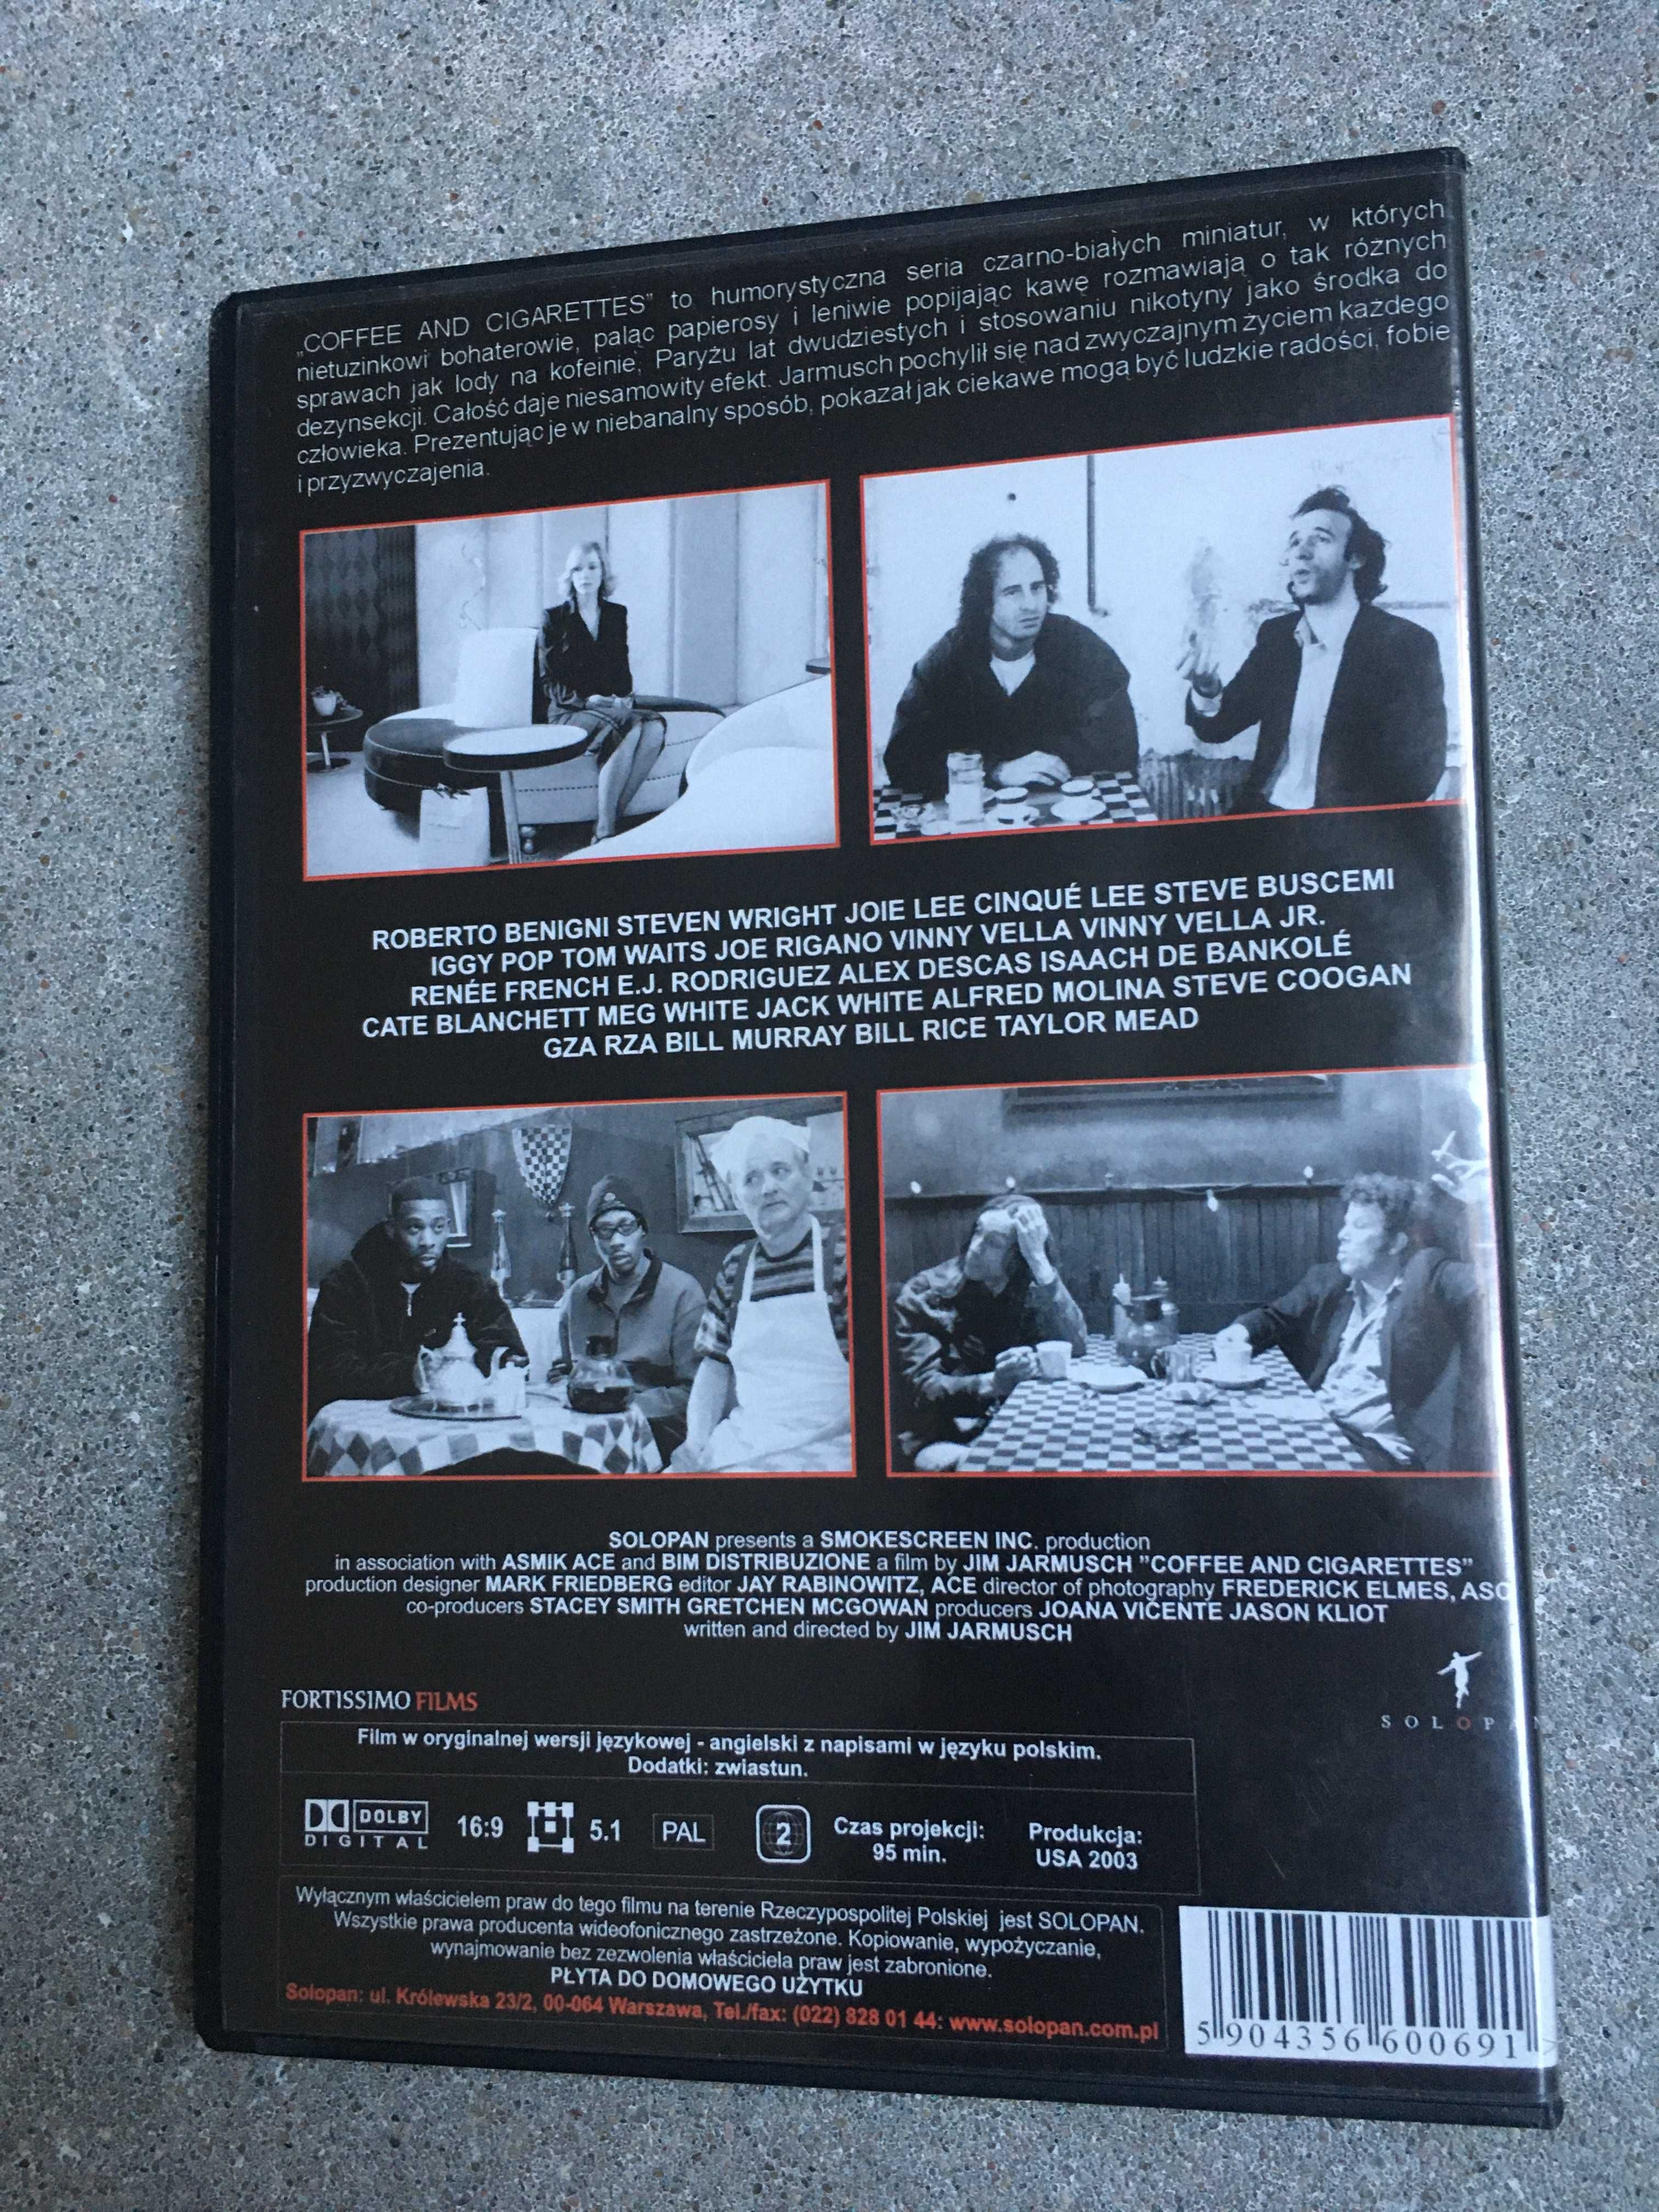 „COFFEE AND CIGARETTES” to humorystyczna seria czarno-białych miniatur, w których
nietuzinkowi bohaterowie, paląc papierosy i leniwie popijając kawę rozmawiają o tak różnych
sprawach jak lody na kofeinie, Paryżu lat dwudziestych i stosowaniu nikotyny jako środka do
dezynsekcji. Całość daje niesamowity efekt. Jarmusch pochylił się nad zwyczajnym życiem każdego
człowieka. Prezentując je w niebanalny sposób, pokazał jak ciekawe mogą być ludzkie radości, fobie
i przyzwyczajenia.
ROBERTO BENIGNI STEVEN WRIGHT JOIE LEE CINQUÉ LEE STEVE BUSCEMI
IGGY POP TOM WAITS JOE RIGANO VINNY VELLA VINNY VELLA JR.
RENÉE FRENCH E.J. RODRIGUEZ ALEX DESCAS ISAACH DE BANKOLÉ
CATE BLANCHETT MEG WHITE JACK WHITE ALFRED MOLINA STEVE COOGAN
GZA RZA BILL MURRAY BILL RICE TAYLOR MEAD
SOLOPAN presents a SMOKESCREEN INC. production
in association with ASMIK ACE and BIM DISTRIBUZIONE a film by JIM JARMUSCH "COFFEE AND CIGARETTES"
production designer MARK FRIEDBERG editor JAY RABINOWITZ, ACE director of photography FREDERICK ELMES, ASC
co-producers STACEY SMITH GRETCHEN MCGOWAN producers JOANA VICENTE JASON KLIOT
written and directed by JIM JARMUSCH
SOLOPAN
FORTISSIMO FILMS
Film w oryginalnej wersji językowej - angielski z napisami w języku polskim.
Dodatki: zwiastun.
DOLBY DIGITAL 16:9 5.1 PAL 2 Czas projekcji: Produkcja:
95 min. USA 2003
Wyłącznym właścicielem praw do tego filmu na terenie Rzeczypospolitej Polskiej jest SOLOPAN.
Wszystkie prawa producenta wideofonicznego zastrzeżone. Kopiowanie, wypożyczanie,
wynajmowanie bez zezwolenia właściciela praw jest zabronione.
PŁYTA DO DOMOWEGO UŻYTKU
Solopan: ul. Królewska 23/2, 00-064 Warszawa, Tel./fax: (022) 828 01 44: www.solopan.com.pl
5 904356 600691 >